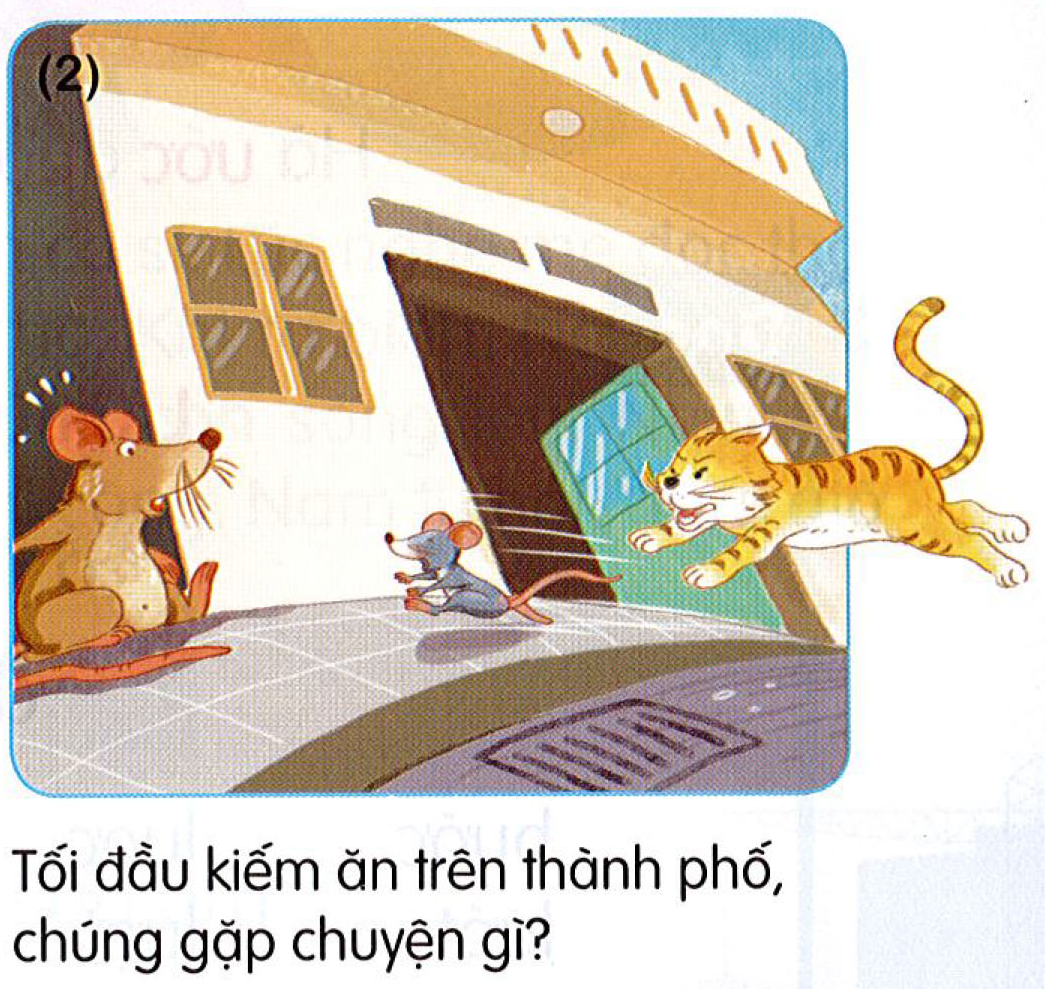 (2)
Tối đầu kiếm ăn trên thành phố,
chúng gặp chuyện gì?